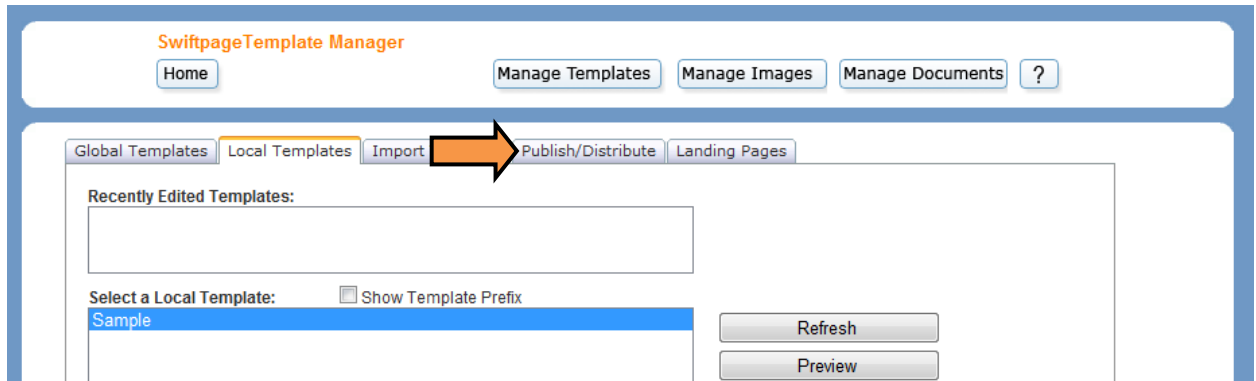 SwiftpageTemplate Manager
Home Manage Templates Manage Images Manage Documents ?
Global Templates Local Templates Import Publish/Distribute Landing Pages
Recently Edited Templates:
Select a Local Template: Show Template Prefix
Sample
Refresh
Preview